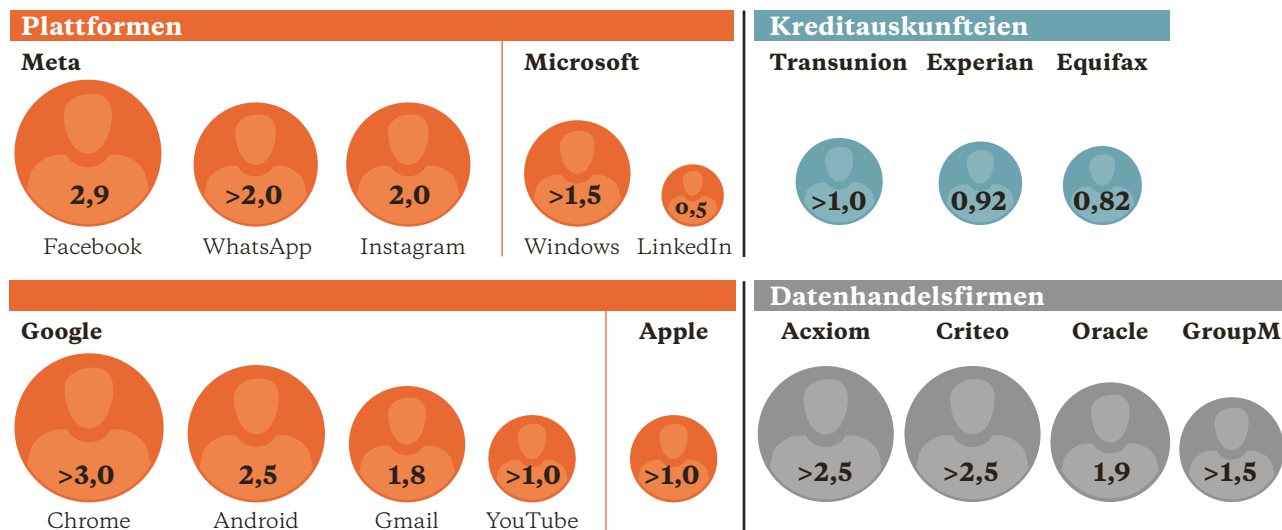 Plattformen
Meta
Microsoft
2,9
>2,0
2,0
>1,5
0,5
Facebook
WhatsApp
Instagram
Windows
LinkedIn
Kreditauskunfteien
Transunion
Experian
Equifax
>1,0
0,92
0,82
Google
Apple
>3,0
2,5
1,8
>1,0
>1,0
Chrome
Android
Gmail
YouTube
Datenhandelsfirmen
Acxiom
Criteo
Oracle
GroupM
>2,5
>2,5
1,9
>1,5